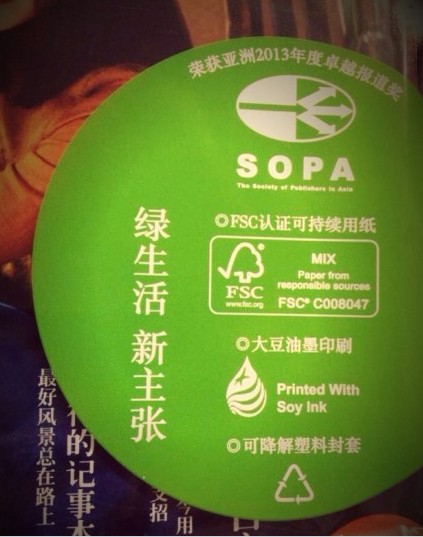 荣获亚洲2013年度卓越报道奖
SOPA
The Society of Publishers in Asia
绿生活 新主张
◎FSC认证可持续用纸
FSC
www.fsc.org
MIX
Paper from
responsible sources
FSC® C008047
◎大豆油墨印刷
Printed With
Soy Ink
◎可降解塑料封套
的记事本
最好风景总在路上